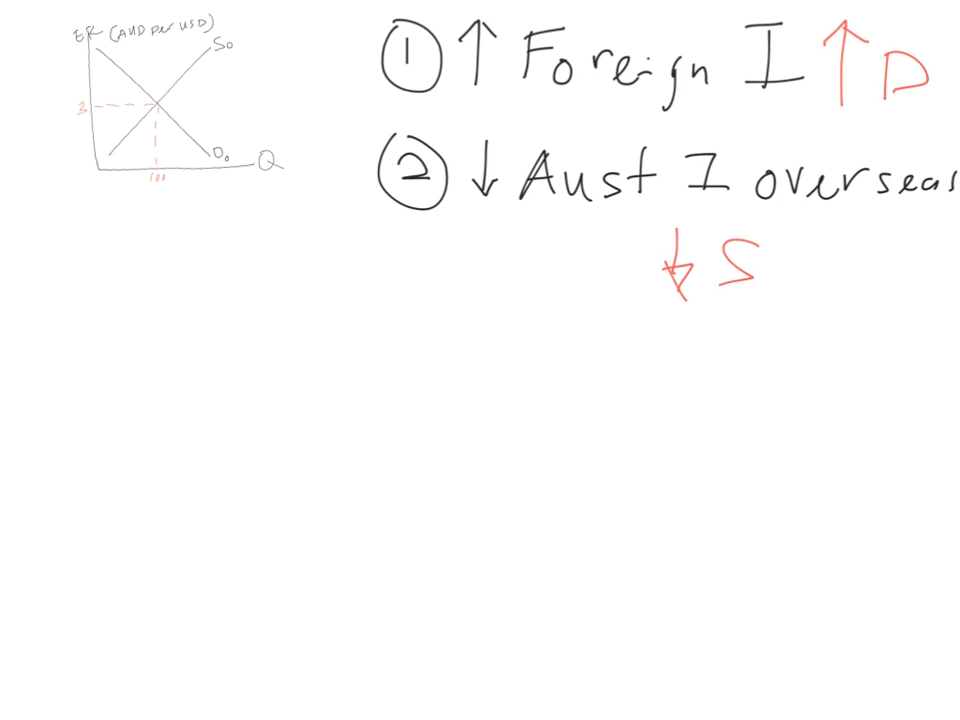 ER (AUD per USD)
S₀
3
D₀
Q
100
① ↑ Foreign I ↑ D
② ↓ Aust I overseas
↓ S